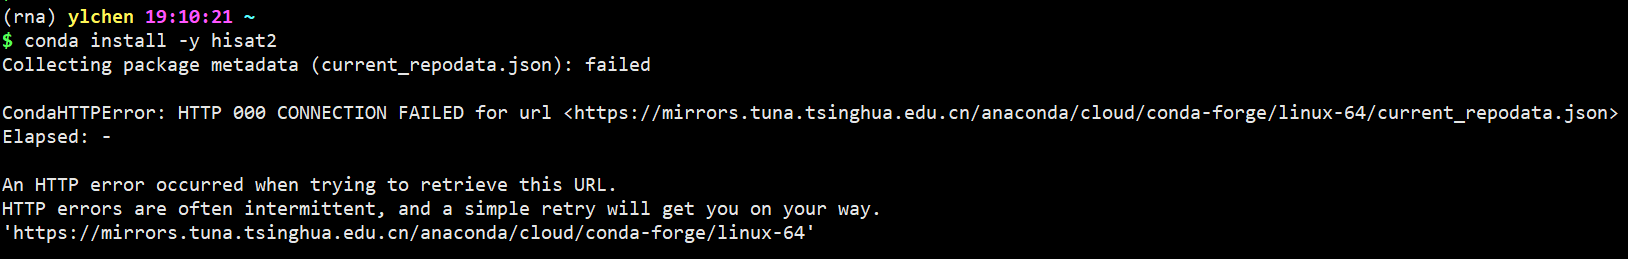 (rna) ylchen 19:10:21 ~
$ conda install -y hisat2
Collecting package metadata (current_repodata.json): failed
CondaHTTPError: HTTP 000 CONNECTION FAILED for url <https://mirrors.tuna.tsinghua.edu.cn/anaconda/cloud/conda-forge/linux-64/current_repodata.json>
Elapsed: -
An HTTP error occurred when trying to retrieve this URL.
HTTP errors are often intermittent, and a simple retry will get you on your way.
'https://mirrors.tuna.tsinghua.edu.cn/anaconda/cloud/conda-forge/linux-64'